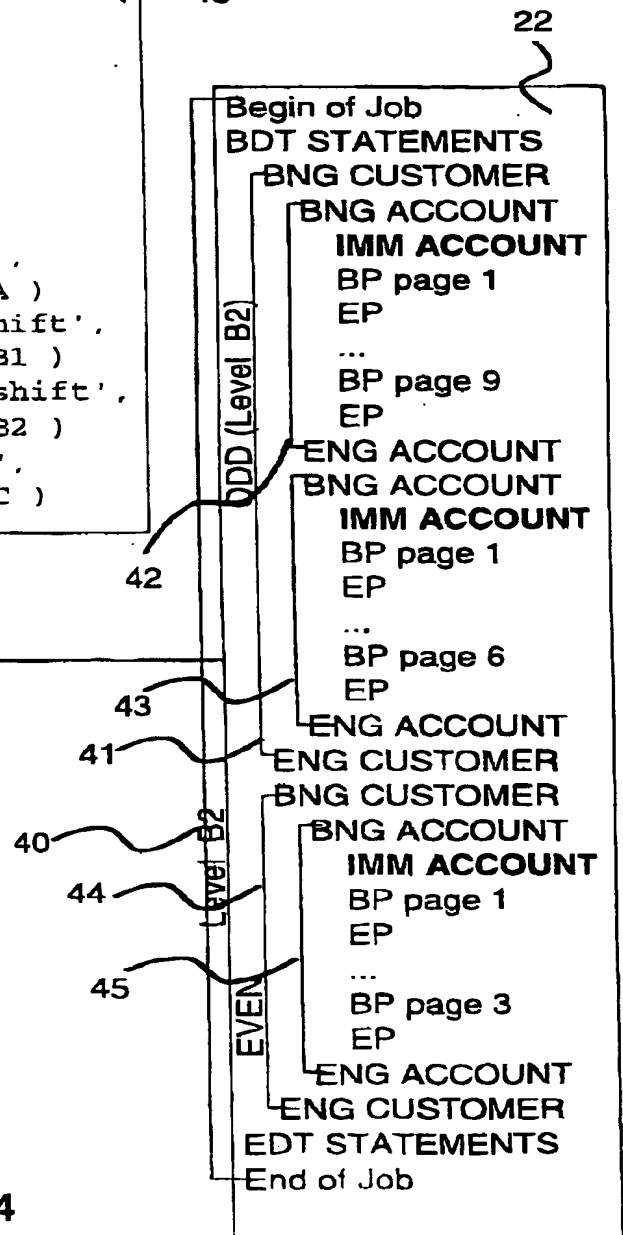 22
Begin of Job
BDT STATEMENTS
BNG CUSTOMER
BNG ACCOUNT
IMM ACCOUNT
BP page 1
EP
...
BP page 9
EP
ENG ACCOUNT
BNG ACCOUNT
IMM ACCOUNT
BP page 1
EP
...
BP page 6
EP
ENG ACCOUNT
ENG CUSTOMER
BNG CUSTOMER
BNG ACCOUNT
IMM ACCOUNT
BP page 1
EP
...
BP page 3
EP
ENG ACCOUNT
ENG CUSTOMER
EDT STATEMENTS
End of Job
ODD (Level B2)
Level B2
EVEN
)
',
31 )
shift',
32 )
)
42
43
41
40
44
45
4